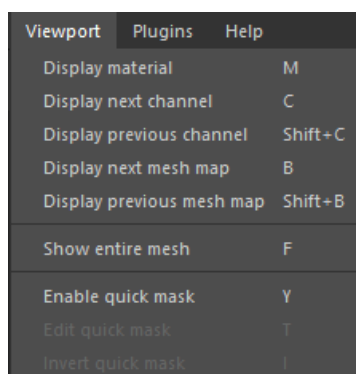 Viewport Plugins Help
Display material M
Display next channel C
Display previous channel Shift+C
Display next mesh map B
Display previous mesh map Shift+B
Show entire mesh F
Enable quick mask Y
Edit quick mask T
Invert quick mask I